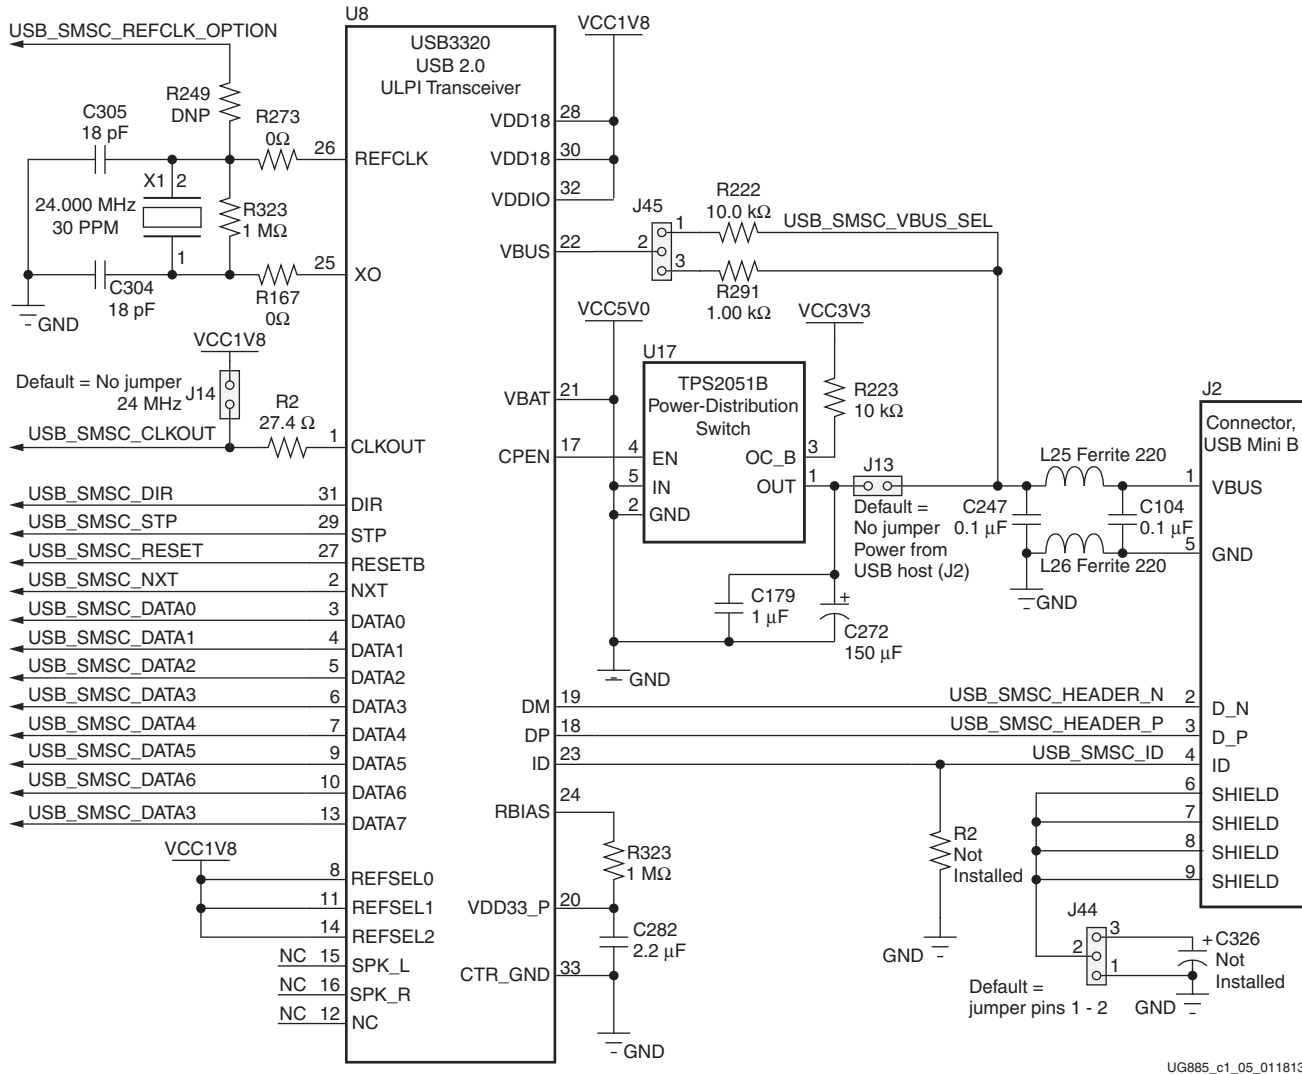 USB_SMSC_REFCLK_OPTION
U8
USB3320
USB 2.0
ULPI Transceiver
VCC1V8
R249
DNP
C305
18 pF
R273
0Ω
26
REFCLK
X1
2
24.000 MHz
30 PPM
1
R323
1 MΩ
25
XO
C304
18 pF
R167
0Ω
GND
VDD18
28
VDD18
30
VDDIO
32
VBUS
22
J45
1
2
3
R222
10.0 kΩ
USB_SMSC_VBUS_SEL
R291
1.00 kΩ
VCC1V8
Default = No jumper
24 MHz
J14
R2
27.4 Ω
USB_SMSC_CLKOUT
1
CLKOUT
VCC5V0
VCC3V3
U17
TPS2051B
Power-Distribution
Switch
VBAT
21
CPEN
17
4
EN
5
IN
2
GND
OC_B
3
OUT
1
R223
10 kΩ
J13
Default =
No jumper
Power from
USB host (J2)
C179
1 µF
C272
150 µF
+
GND
C247
0.1 µF
L25 Ferrite 220
L26 Ferrite 220
C104
0.1 µF
GND
J2
Connector,
USB Mini B
1
VBUS
5
GND
USB_SMSC_DIR
31
DIR
USB_SMSC_STP
29
STP
USB_SMSC_RESET
27
RESETB
USB_SMSC_NXT
2
NXT
USB_SMSC_DATA0
3
DATA0
USB_SMSC_DATA1
4
DATA1
USB_SMSC_DATA2
5
DATA2
USB_SMSC_DATA3
6
DATA3
USB_SMSC_DATA4
7
DATA4
USB_SMSC_DATA5
9
DATA5
USB_SMSC_DATA6
10
DATA6
USB_SMSC_DATA3
13
DATA7
DM
19
USB_SMSC_HEADER_N
2
D_N
DP
18
USB_SMSC_HEADER_P
3
D_P
ID
23
USB_SMSC_ID
4
ID
6
SHIELD
7
SHIELD
8
SHIELD
9
SHIELD
RBIAS
24
R323
1 MΩ
VDD33_P
20
C282
2.2 µF
CTR_GND
33
GND
R2
Not
Installed
GND
J44
3
2
1
Default =
jumper pins 1 - 2
+
C326
Not
Installed
GND
VCC1V8
8
REFSEL0
11
REFSEL1
14
REFSEL2
NC
15
SPK_L
NC
16
SPK_R
NC
12
NC
UG885_c1_05_011813